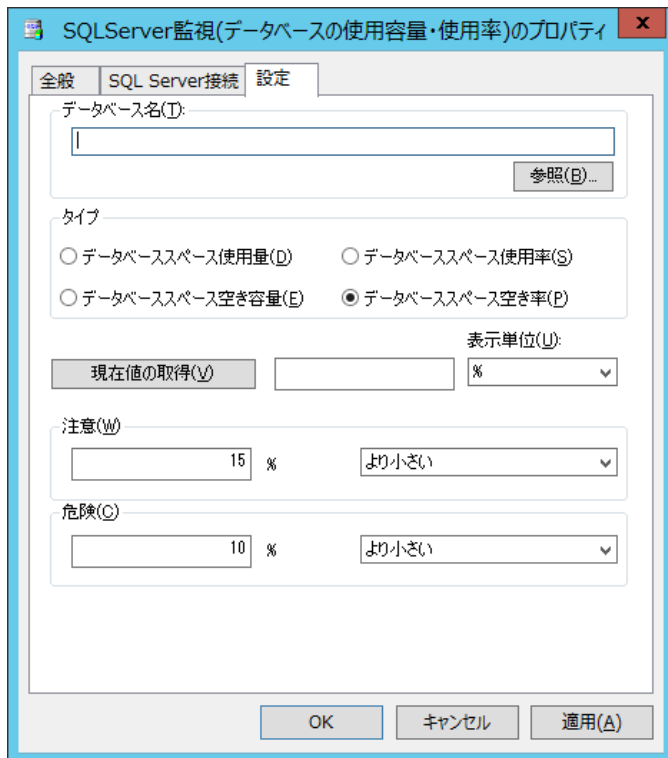 SQLServer監視(データベースの使用容量・使用率)のプロパティ x
全般 SQL Server接続 設定
データベース名(T):
参照(B)...
タイプ
データベーススペース使用量(D) データベーススペース使用率(S)
データベーススペース空き容量(E) データベーススペース空き率(P)
表示単位(U):
現在値の取得(V) %
注意(W)
15 % より小さい
危険(C)
10 % より小さい
OK キャンセル 適用(A)